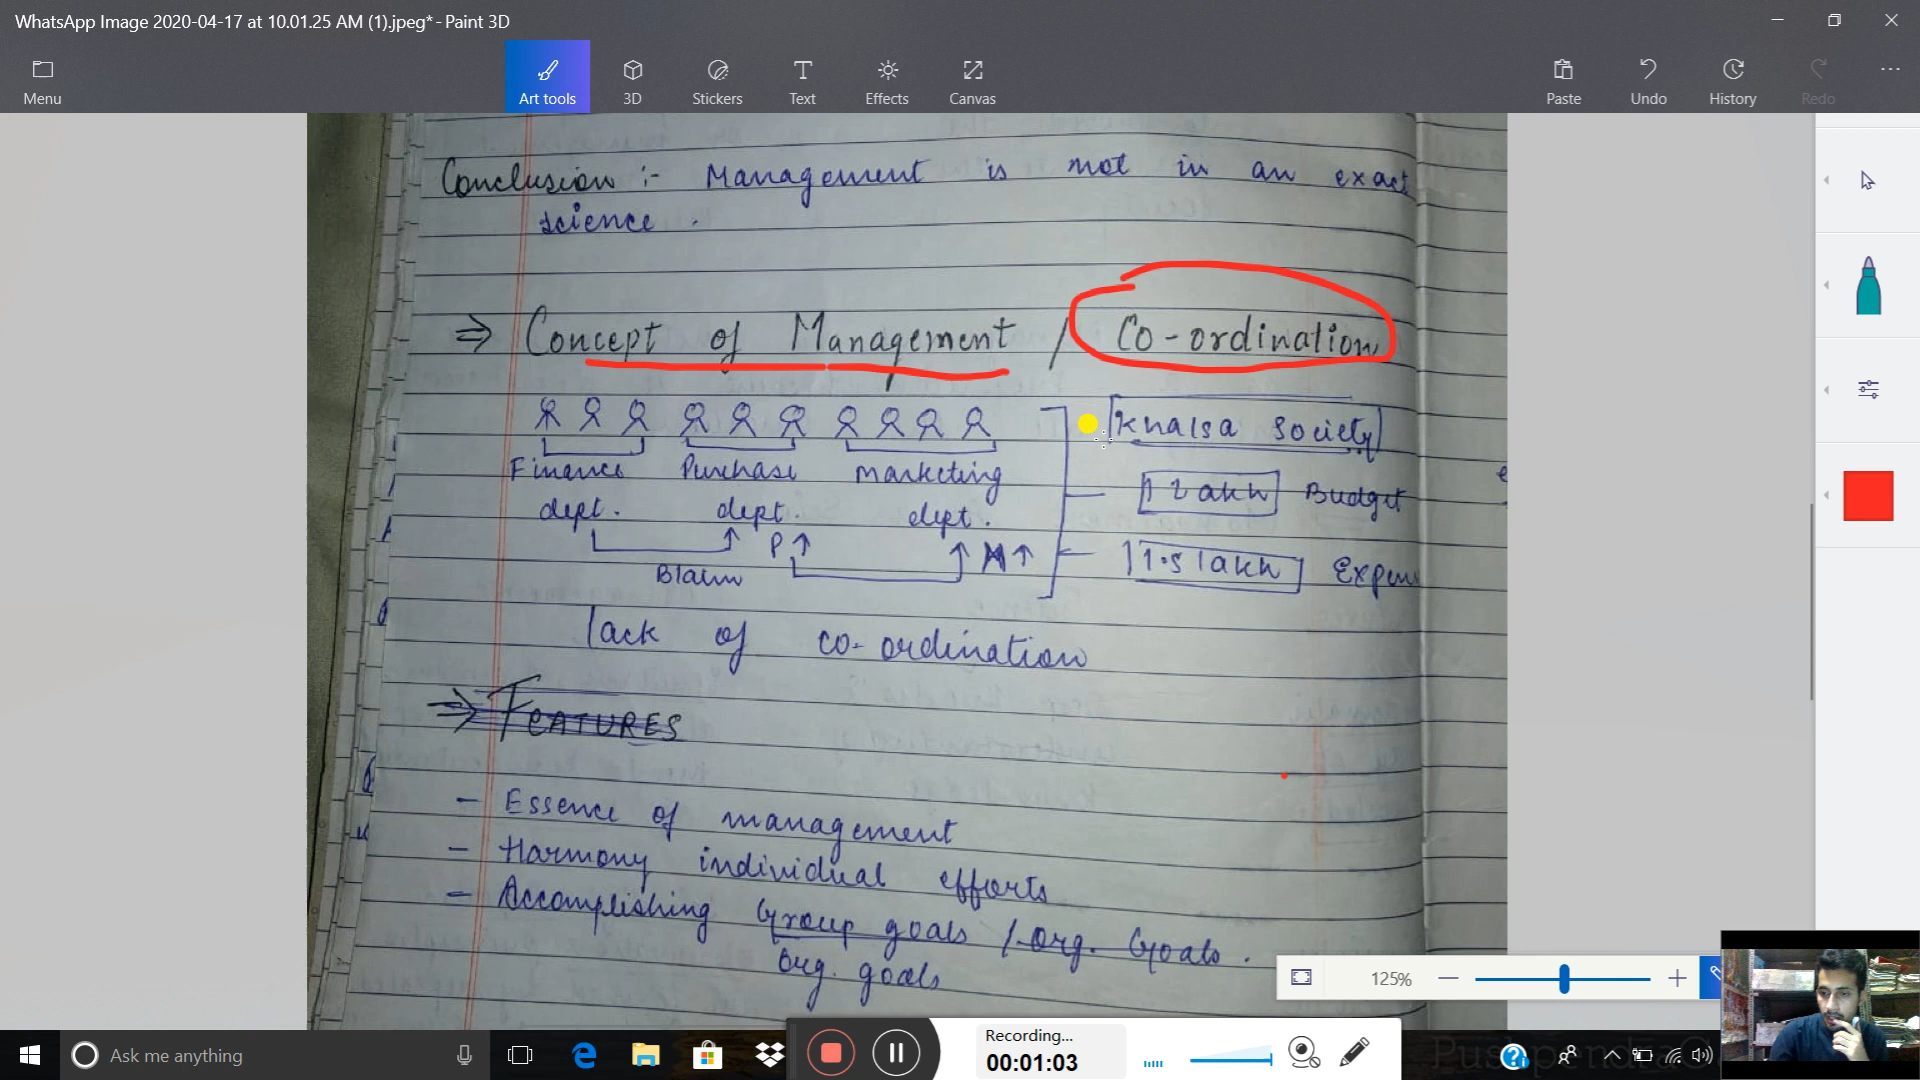 WhatsApp Image 2020-04-17 at 10.01.25 AM (1).jpeg* - Paint 3D
Menu
Art tools
3D
Stickers
Text
Effects
Canvas
Paste
Undo
History
Redo
Conclusion :- Management is not in an exact
science .
⇒ Concept of Management / Co-ordination
Finance Purchase marketing
dept. dept. dept.
Khalsa society
1 Lakh Budget
P↑ M↑
1.5 lakh Expen
Blaim
lack of co-ordination
⇒ FEATURES
- Essence of management
- Harmony individual efforts
- Accomplishing Group goals / org. Goals .
org. goals
125%
Recording...
00:01:03
Ask me anything